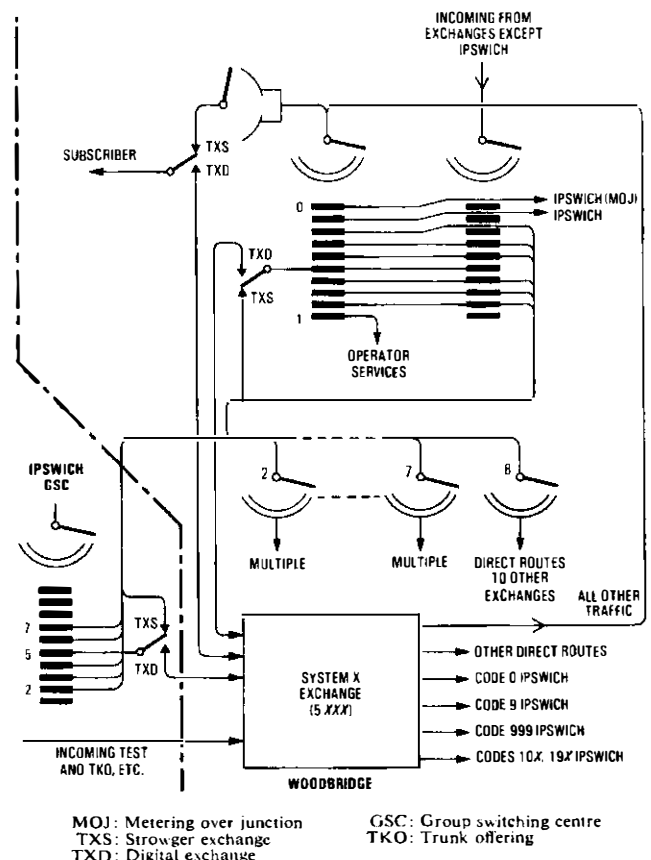 INCOMING FROM
EXCHANGES EXCEPT
IPSWICH
SUBSCRIBER
TXS
TXD
0
IPSWICH (MOJ)
IPSWICH
TXD
TXS
1
OPERATOR
SERVICES
IPSWICH
GSC
2
7
8
MULTIPLE
MULTIPLE
DIRECT ROUTES
TO OTHER
EXCHANGES
ALL OTHER
TRAFFIC
7
5
2
TXS
TXD
SYSTEM X
EXCHANGE
(5 XXX)
OTHER DIRECT ROUTES
CODE 0 IPSWICH
CODE 9 IPSWICH
CODE 999 IPSWICH
CODES 10X, 19X IPSWICH
INCOMING TEST
AND TKO, ETC.
WOODBRIDGE
MOJ: Metering over junction
TXS: Strowger exchange
TXD: Digital exchange
GSC: Group switching centre
TKO: Trunk offering